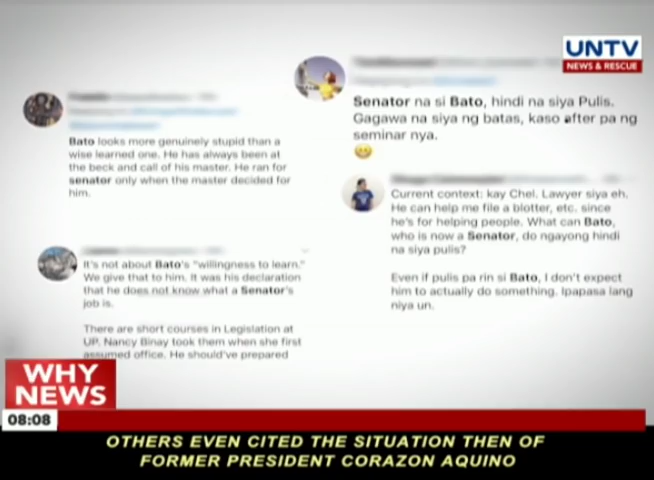 UNTV
NEWS & RESCUE
Bato looks more genuinely stupid than a
wise learned one. He has always been at
the beck and call of his master. He ran for
senator only when the master decided for
him.
Senator na si Bato, hindi na siya Pulis.
Gagawa na siya ng batas, kaso after pa ng
seminar nya.
It's not about Bato's "willingness to learn."
We give that to him. It was his declaration
that he does not know what a Senator's
job is.
There are short courses in Legislation at
UP. Nancy Binay took them when she first
assumed office. He should've prepared
Current context: kay Chel. Lawyer siya eh.
He can help me file a blotter, etc. since
he's for helping people. What can Bato,
who is now a Senator, do ngayong hindi
na siya pulis?
Even if pulis pa rin si Bato, I don't expect
him to actually do something. Ipapasa lang
niya un.
WHY
NEWS
08:08
OTHERS EVEN CITED THE SITUATION THEN OF
FORMER PRESIDENT CORAZON AQUINO